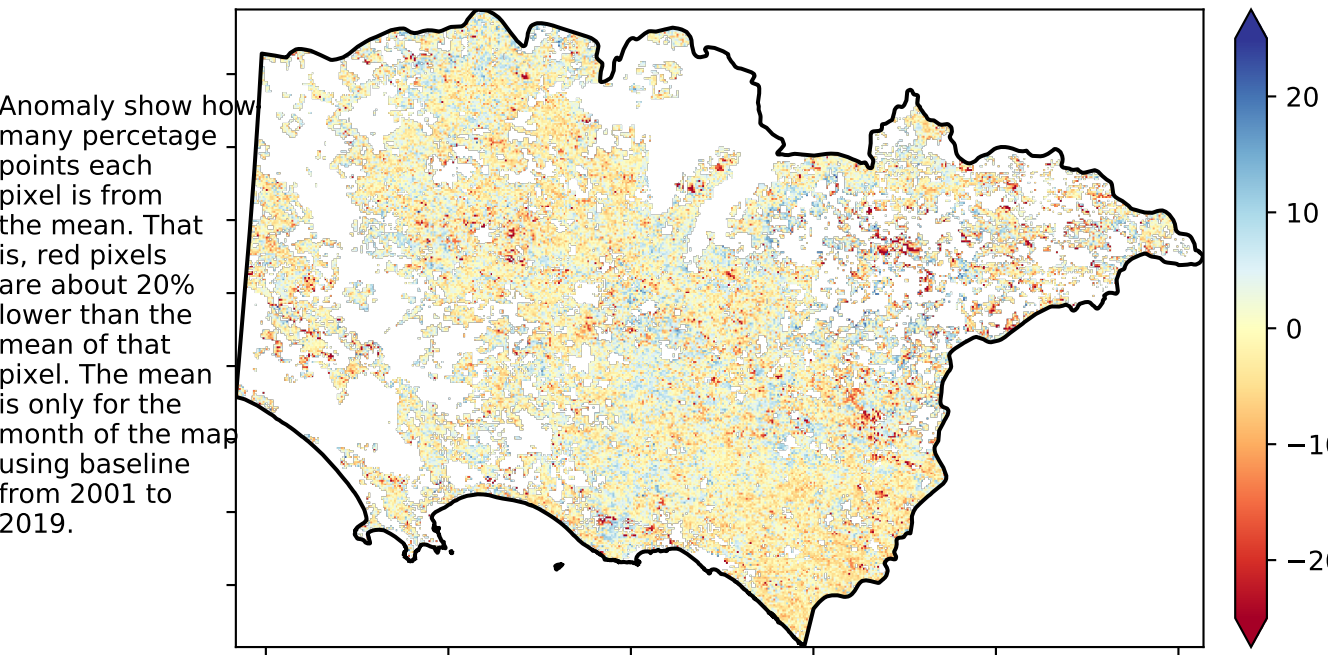 Anomaly show how
many percetage
points each
pixel is from
the mean. That
is, red pixels
are about 20%
lower than the
mean of that
pixel. The mean
is only for the
month of the map
using baseline
from 2001 to
2019.
20
10
0
−10
−20